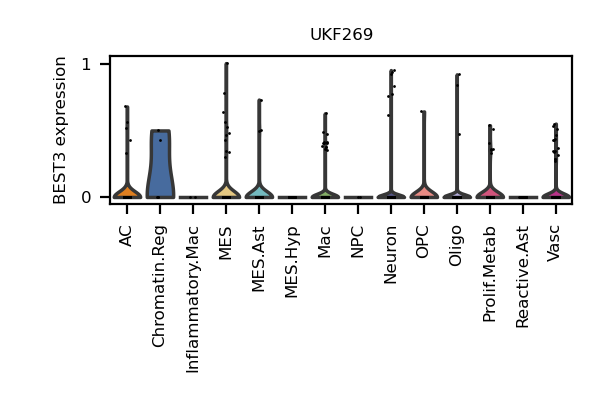 UKF269
BEST3 expression
1
0
AC
Chromatin.Reg
Inflammatory.Mac
MES
MES.Ast
MES.Hyp
Mac
NPC
Neuron
OPC
Oligo
Prolif.Metab
Reactive.Ast
Vasc